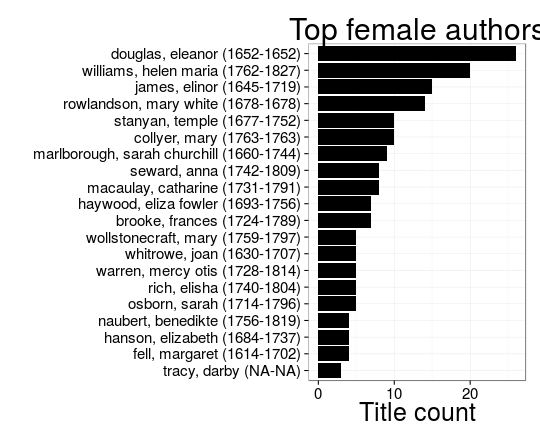 Top female authors
douglas, eleanor (1652-1652)
williams, helen maria (1762-1827)
james, elinor (1645-1719)
rowlandson, mary white (1678-1678)
stanyan, temple (1677-1752)
collyer, mary (1763-1763)
marlborough, sarah churchill (1660-1744)
seward, anna (1742-1809)
macaulay, catharine (1731-1791)
haywood, eliza fowler (1693-1756)
brooke, frances (1724-1789)
wollstonecraft, mary (1759-1797)
whitrowe, joan (1630-1707)
warren, mercy otis (1728-1814)
rich, elisha (1740-1804)
osborn, sarah (1714-1796)
naubert, benedikte (1756-1819)
hanson, elizabeth (1684-1737)
fell, margaret (1614-1702)
tracy, darby (NA-NA)
0 10 20
Title count